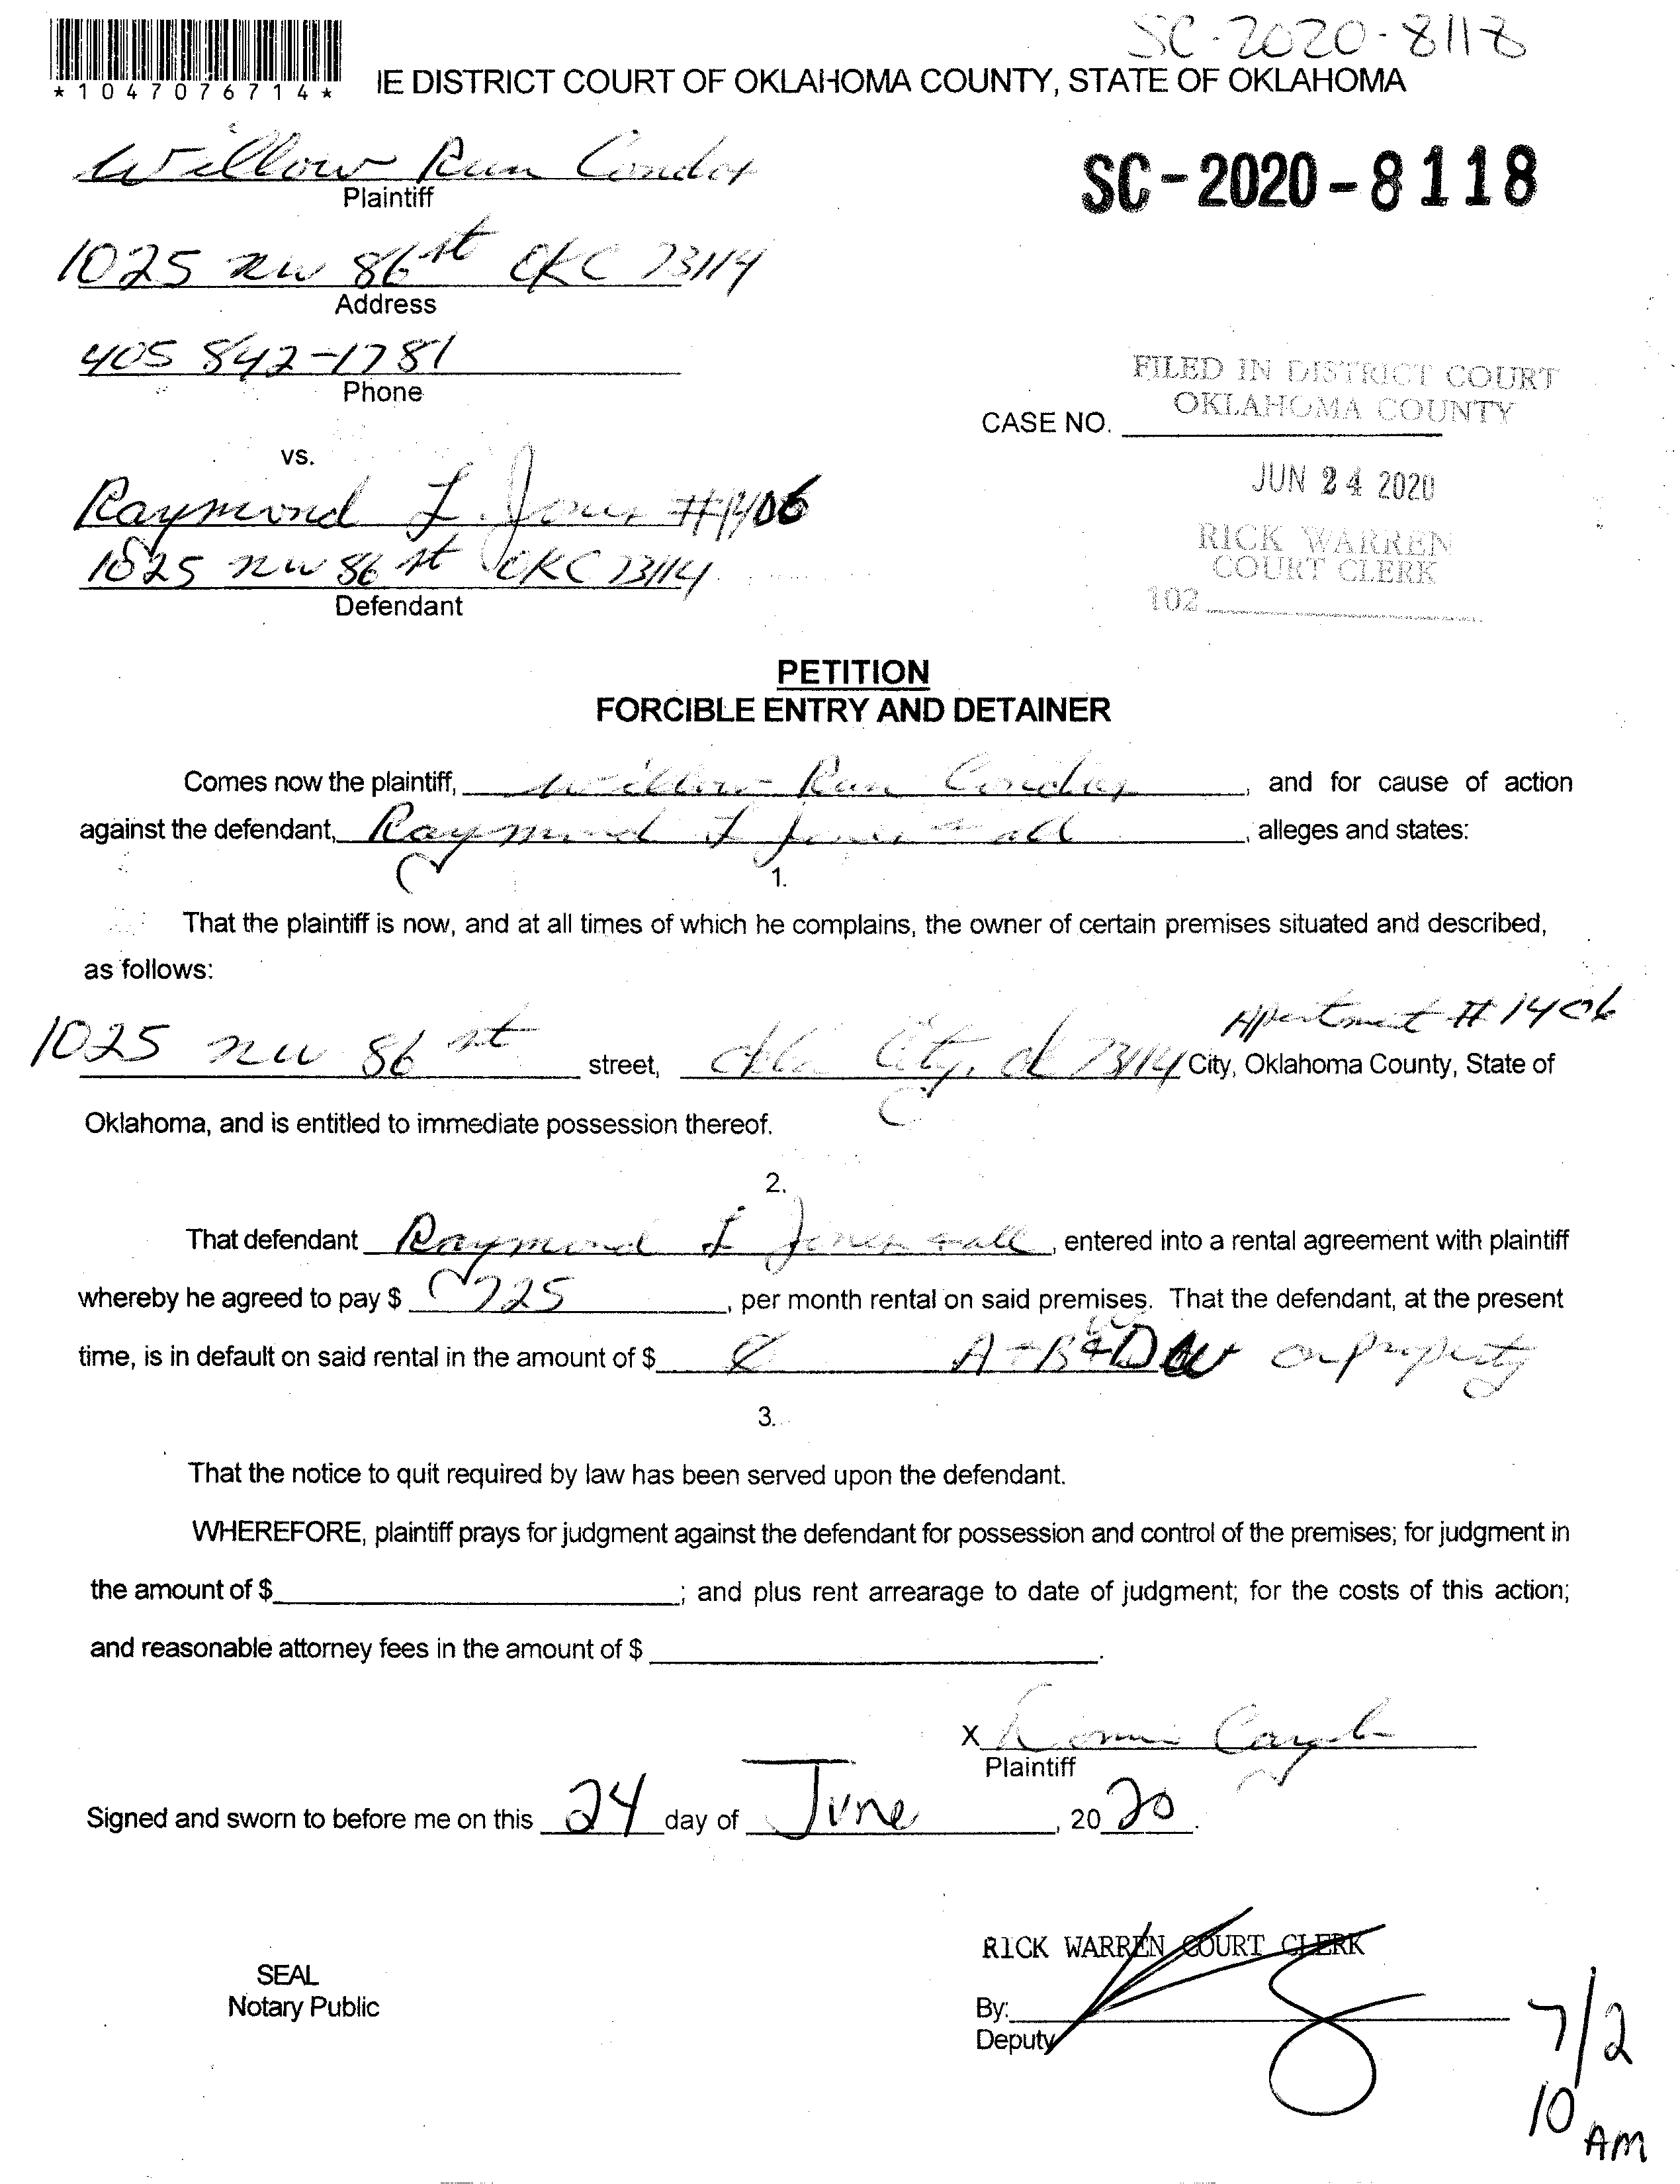 SC-2020-8118
*1047076714*
IE DISTRICT COURT OF OKLAHOMA COUNTY, STATE OF OKLAHOMA
Willow Run Condos
Plaintiff
SC-2020-8118
1025 NW 86 st OKC 73114
Address
405 842-1781
Phone
FILED IN DISTRICT COURT
OKLAHOMA COUNTY
CASE NO.
JUN 24 2020
RICK WARREN
COURT CLERK
102
vs.
Raymond L. Jones #1406
1025 NW 86 st OKC 73114
Defendant
PETITION
FORCIBLE ENTRY AND DETAINER
Comes now the plaintiff, Willow Run Condos, and for cause of action
against the defendant, Raymond L Jones all, alleges and states:
1.
That the plaintiff is now, and at all times of which he complains, the owner of certain premises situated and described,
as follows:
Apartment #1406
1025 NW 86 st street, Okla City, Ok 73114 City, Oklahoma County, State of
Oklahoma, and is entitled to immediate possession thereof.
2.
That defendant Raymond L Jones all, entered into a rental agreement with plaintiff
whereby he agreed to pay $ 725, per month rental on said premises. That the defendant, at the present
time, is in default on said rental in the amount of $ A+B on property
3.
That the notice to quit required by law has been served upon the defendant.
WHEREFORE, plaintiff prays for judgment against the defendant for possession and control of the premises; for judgment in
the amount of $ ; and plus rent arrearage to date of judgment; for the costs of this action;
and reasonable attorney fees in the amount of $ .
X
Plaintiff
Signed and sworn to before me on this 24 day of June, 2020.
RICK WARREN COURT CLERK
SEAL
Notary Public
By:
Deputy
7/2
10 AM